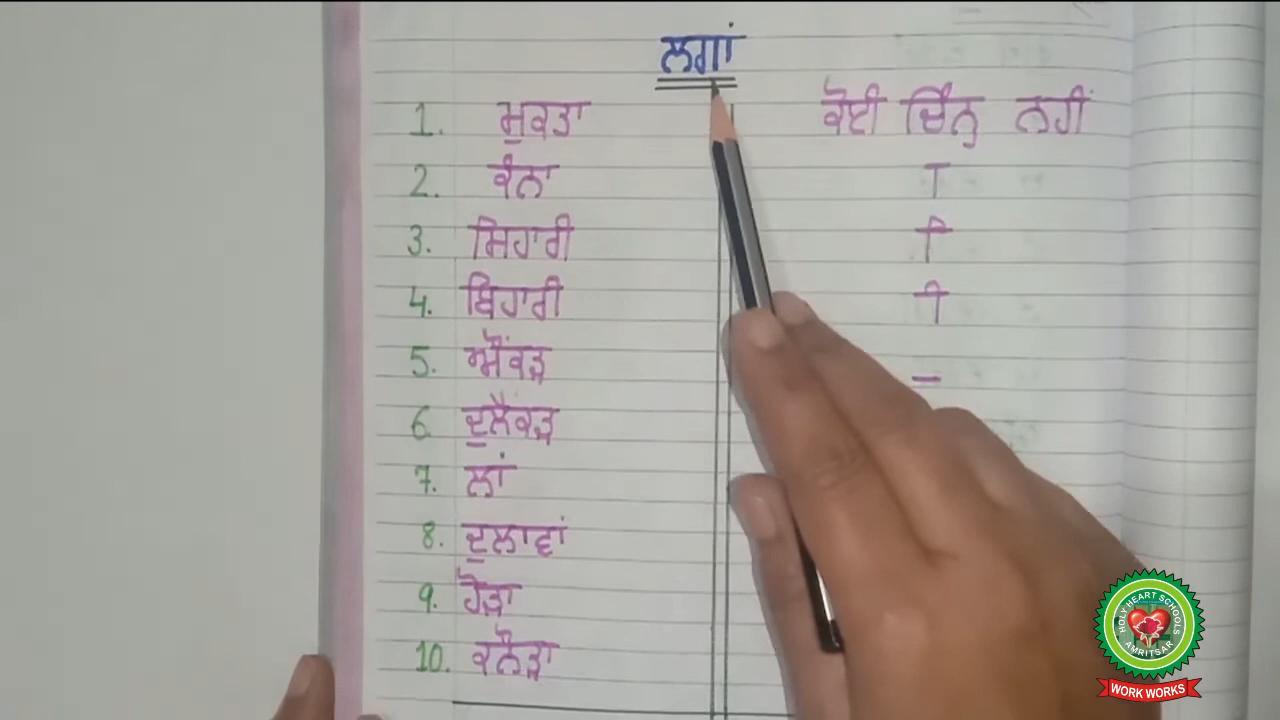 ਲਗਾਂ
1. ਮੁਕਤਾ ਕੋਈ ਚਿੰਨ੍ਹ ਨਹੀਂ
2. ਕੰਨਾ ਾ
3. ਸਿਹਾਰੀ ਿ
4. ਬਿਹਾਰੀ ੀ
5. ਔਂਕੜ ੁ
6. ਦੁਲੈਂਕੜ
7. ਲਾਂ
8. ਦੁਲਾਵਾਂ
9. ਹੋੜਾ
10. ਕਨੌੜਾ
HOLY HEART SCHOOLS
AMRITSAR
WORK WORKS